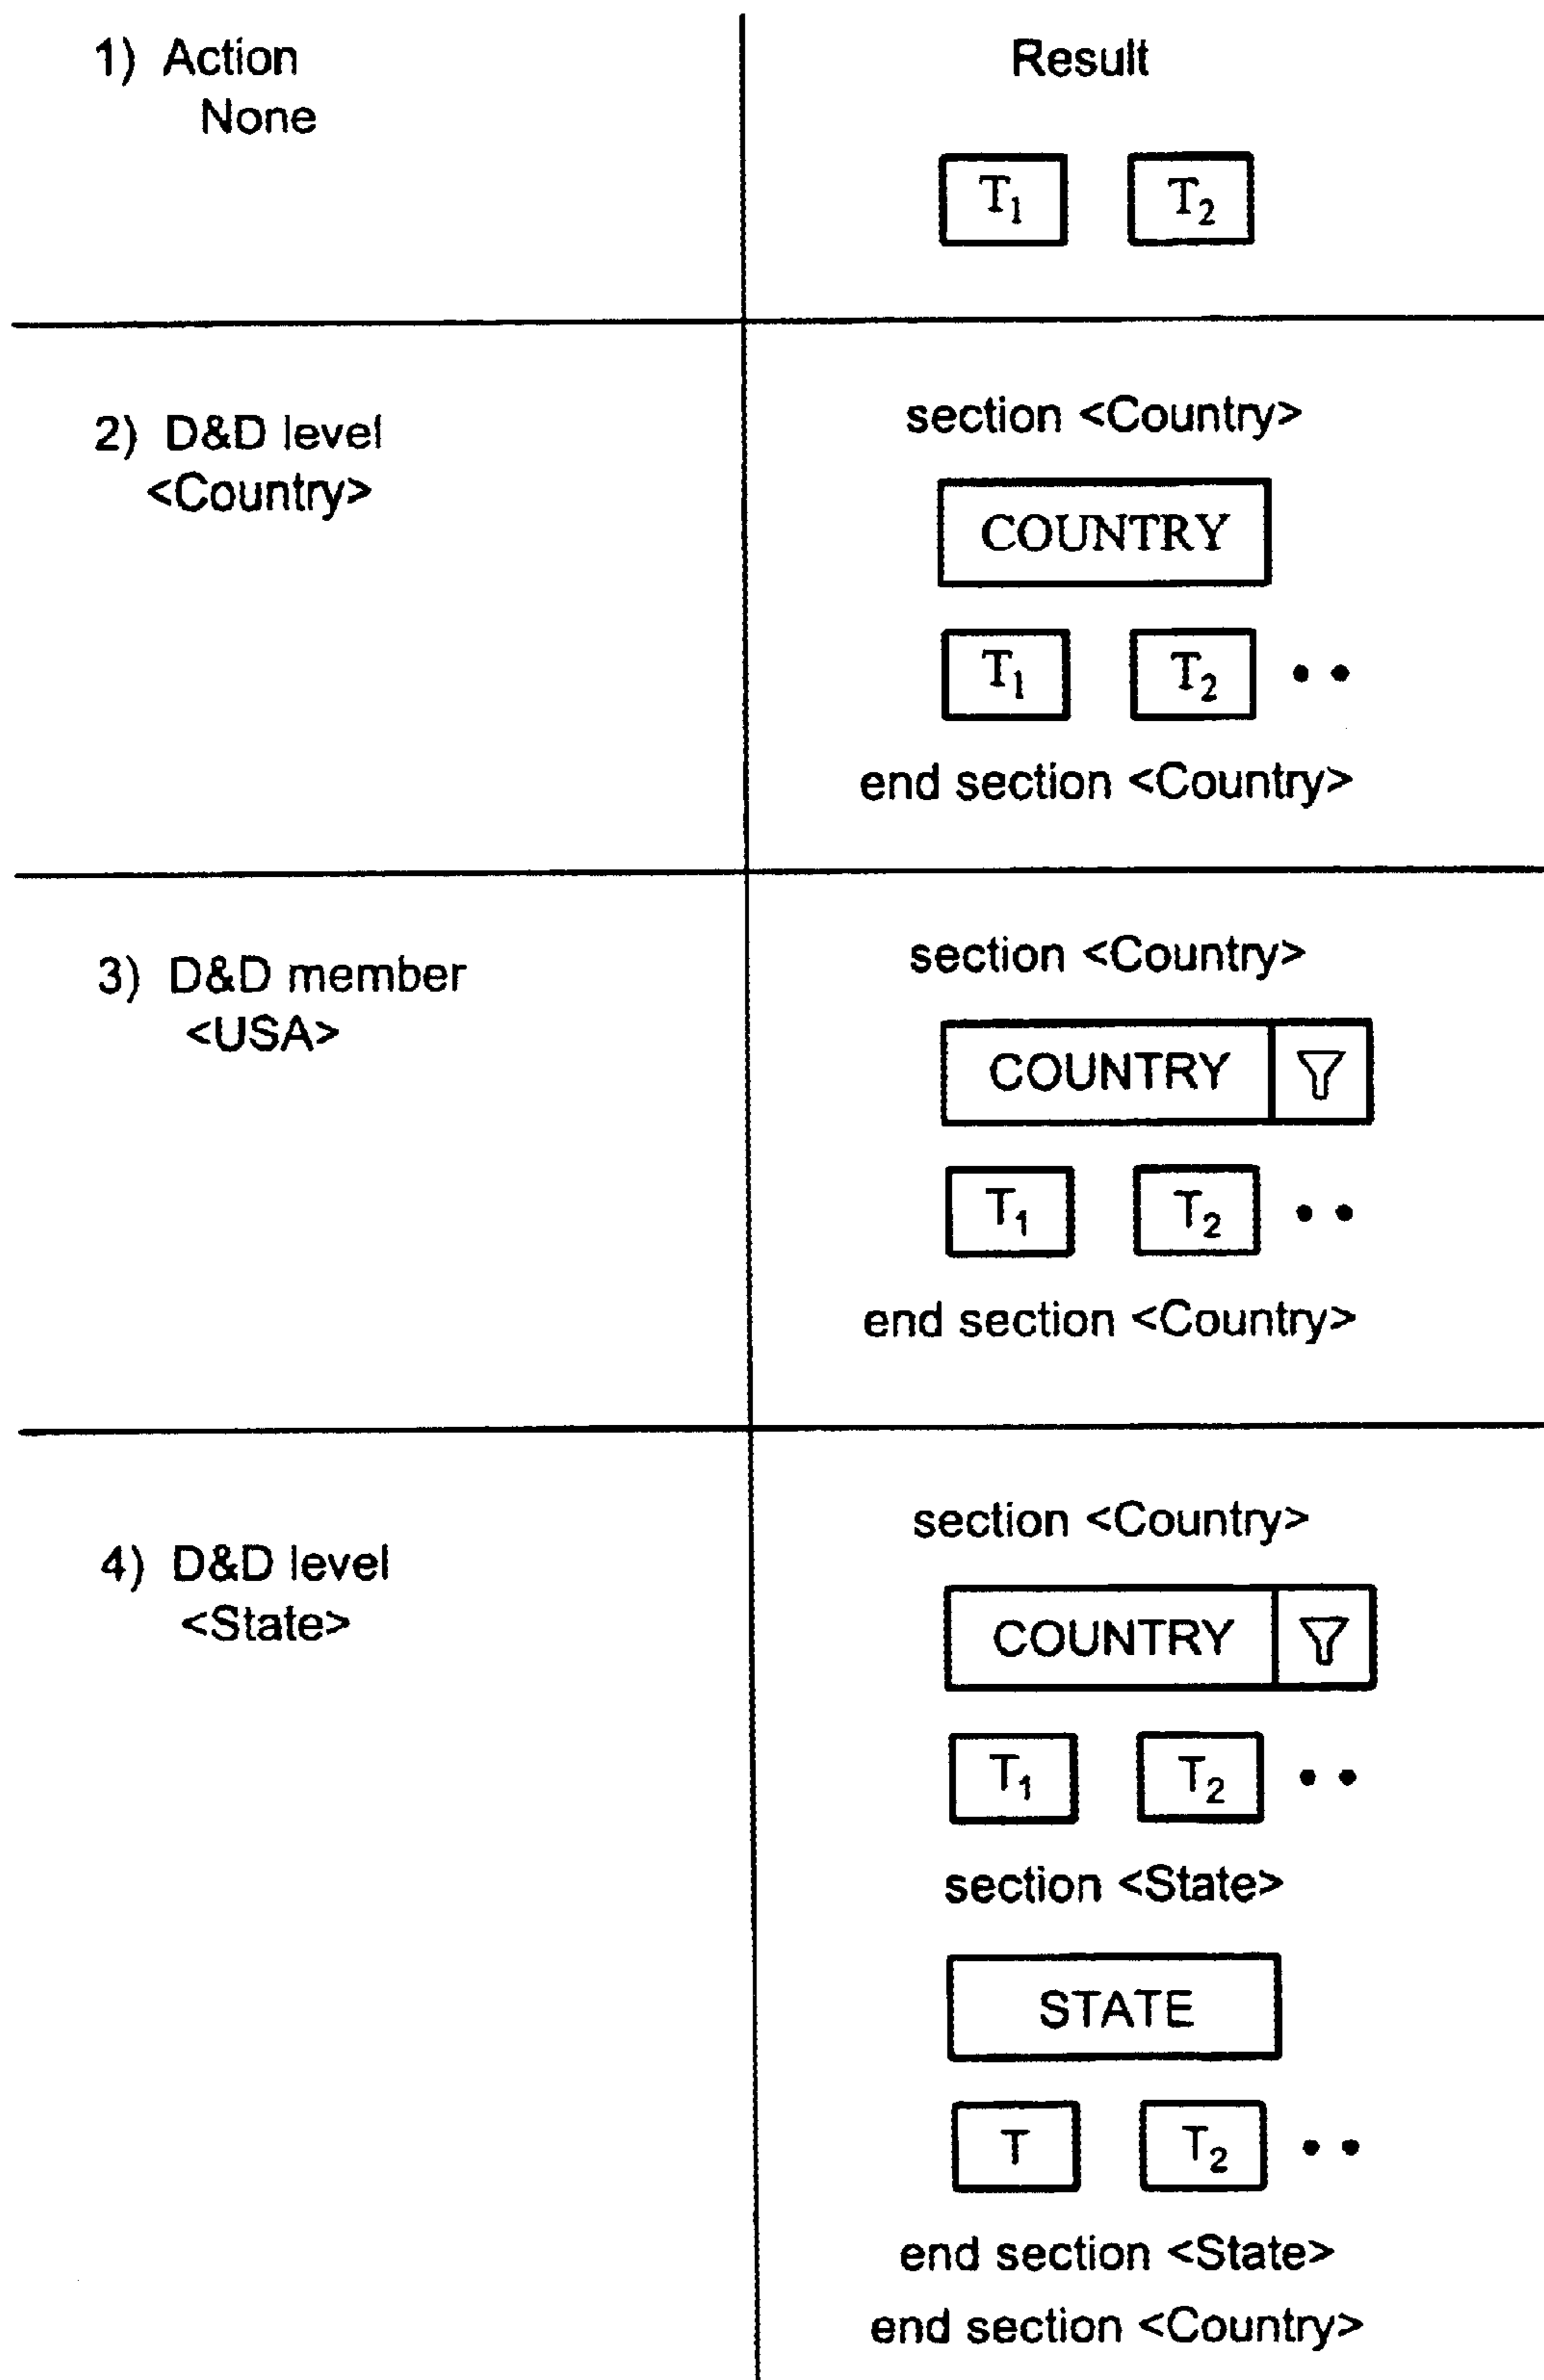 1) Action
None
Result
T₁ T₂
2) D&D level
<Country>
section <Country>
COUNTRY
T₁ T₂ ••
end section <Country>
3) D&D member
<USA>
section <Country>
COUNTRY
T₁ T₂ ••
end section <Country>
4) D&D level
<State>
section <Country>
COUNTRY
T₁ T₂ ••
section <State>
STATE
T T₂ ••
end section <State>
end section <Country>